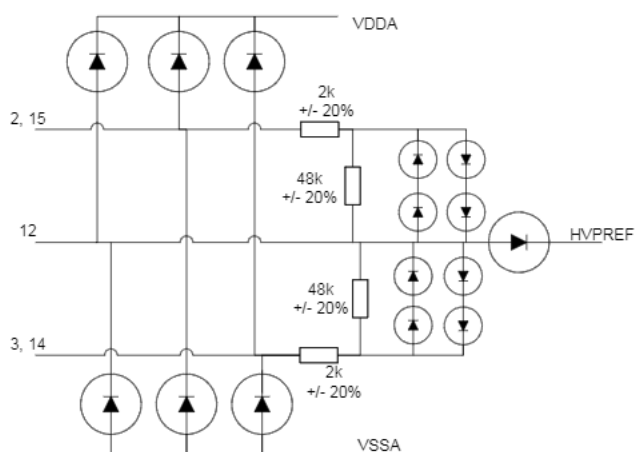 VDDA
2k
+/- 20%
2, 15
48k
+/- 20%
12
HVPREF
48k
+/- 20%
3, 14
2k
+/- 20%
VSSA